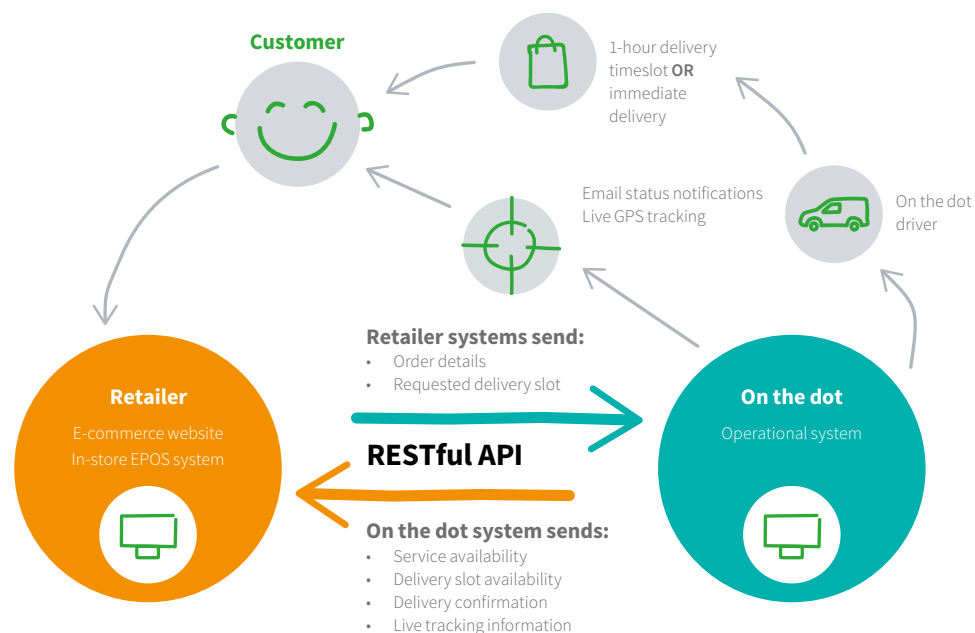 Customer
1-hour delivery
timeslot OR
immediate
delivery
Email status notifications
Live GPS tracking
On the dot
driver
Retailer systems send:
• Order details
• Requested delivery slot
Retailer
E-commerce website
In-store EPOS system
On the dot
Operational system
RESTful API
On the dot system sends:
• Service availability
• Delivery slot availability
• Delivery confirmation
• Live tracking information